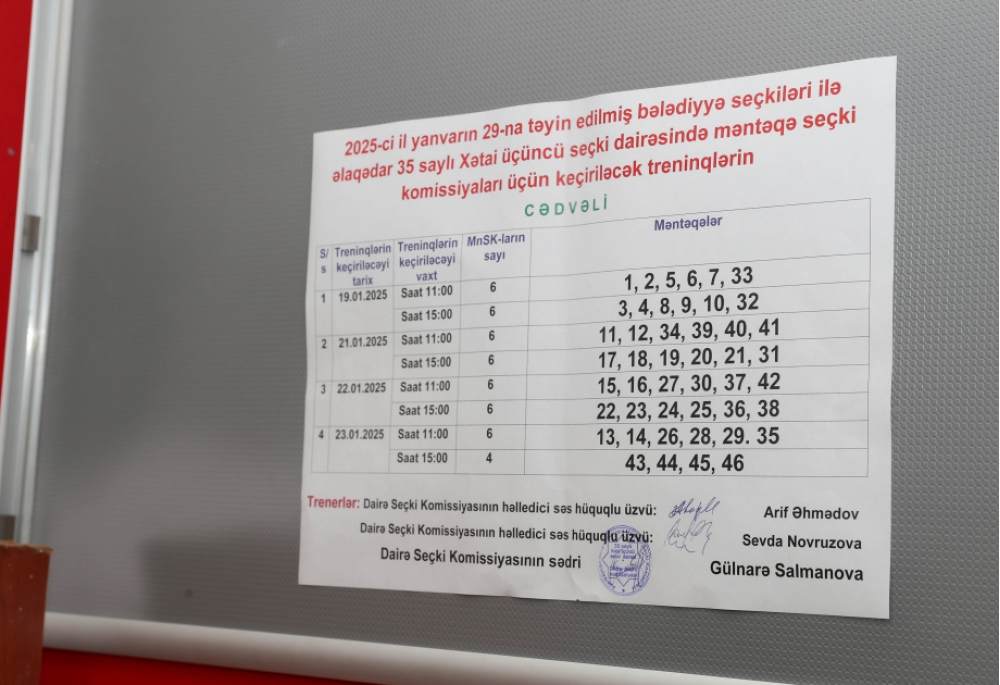 2025-ci il yanvarın 29-na təyin edilmiş bələdiyyə seçkiləri ilə
əlaqədar 35 saylı Xətai üçüncü seçki dairəsində məntəqə seçki
komissiyaları üçün keçiriləcək treninqlərin
CƏDVƏLİ
S/s Treninqlərin keçiriləcəyi tarix Treninqlərin keçiriləcəyi vaxt MnSK-ların sayı Məntəqələr
1 19.01.2025 Saat 11:00 6 1, 2, 5, 6, 7, 33
Saat 15:00 6 3, 4, 8, 9, 10, 32
2 21.01.2025 Saat 11:00 6 11, 12, 34, 39, 40, 41
Saat 15:00 6 17, 18, 19, 20, 21, 31
3 22.01.2025 Saat 11:00 6 15, 16, 27, 30, 37, 42
Saat 15:00 6 22, 23, 24, 25, 36, 38
4 23.01.2025 Saat 11:00 6 13, 14, 26, 28, 29. 35
Saat 15:00 4 43, 44, 45, 46
Trenerlər: Dairə Seçki Komissiyasının həlledici səs hüquqlu üzvü: Arif Əhmədov
Dairə Seçki Komissiyasının həlledici səs hüquqlu üzvü: Sevda Novruzova
Dairə Seçki Komissiyasının sədri Gülnarə Salmanova